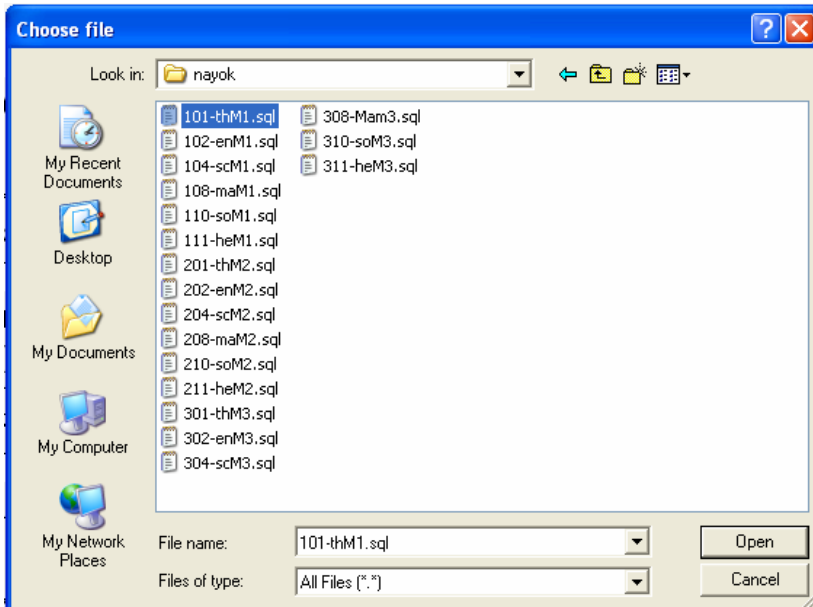 Choose file
Look in:
nayok
My Recent
Documents
Desktop
My Documents
My Computer
My Network
Places
101-thM1.sql
102-enM1.sql
104-scM1.sql
108-maM1.sql
110-soM1.sql
111-heM1.sql
201-thM2.sql
202-enM2.sql
204-scM2.sql
208-maM2.sql
210-soM2.sql
211-heM2.sql
301-thM3.sql
302-enM3.sql
304-scM3.sql
308-Mam3.sql
310-soM3.sql
311-heM3.sql
File name:
101-thM1.sql
Open
Files of type:
All Files (*.*)
Cancel